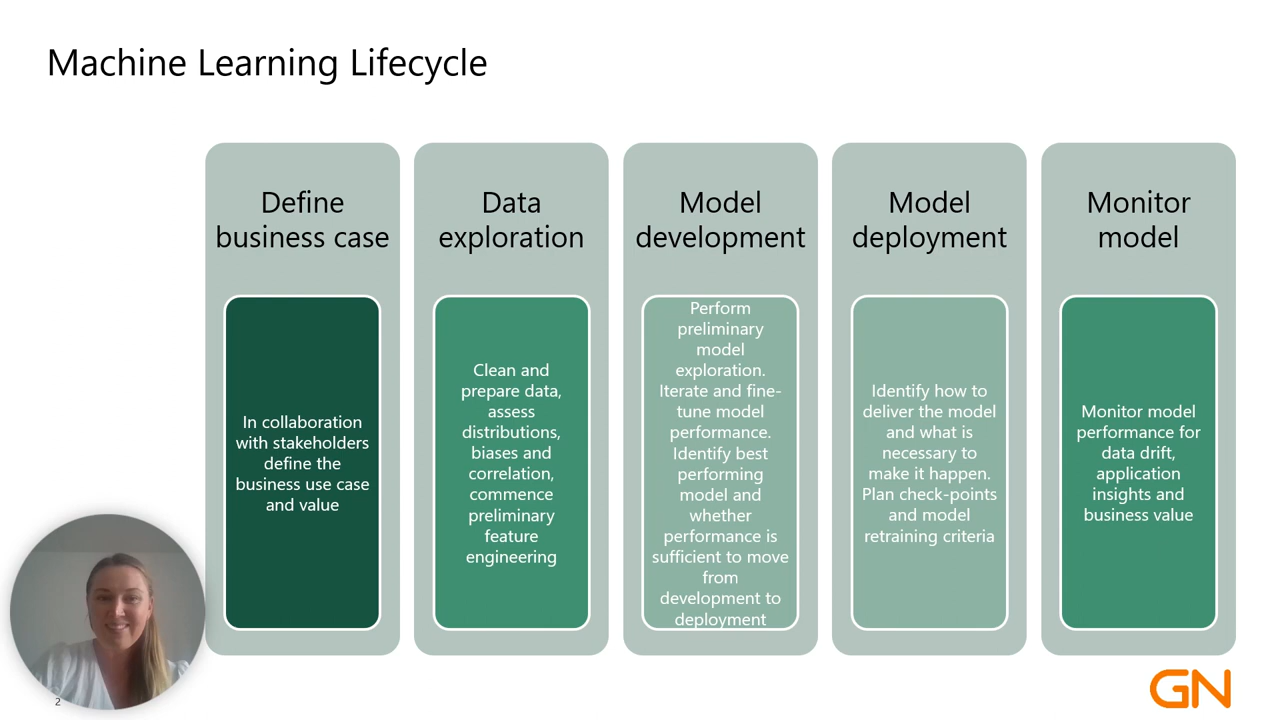 Machine Learning Lifecycle
Define
business case
In collaboration
with stakeholders
define the
business use case
and value
Data
exploration
Clean and
prepare data,
assess
distributions,
biases and
correlation,
commence
preliminary
feature
engineering
Model
development
Perform
preliminary
model
exploration.
Iterate and fine-
tune model
performance.
Identify best
performing
model and
whether
performance is
sufficient to move
from
development to
deployment
Model
deployment
Identify how to
deliver the model
and what is
necessary to
make it happen.
Plan check-points
and model
retraining criteria
Monitor
model
Monitor model
performance for
data drift,
application
insights and
business value
2
GN